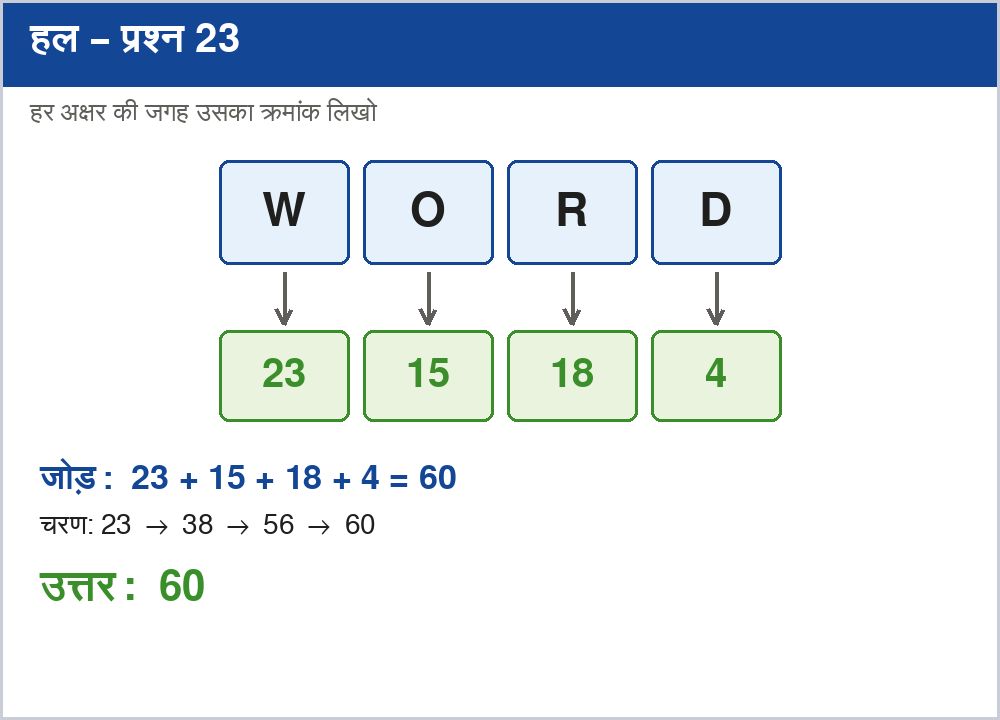 हल – प्रश्न 23
हर अक्षर की जगह उसका क्रमांक लिखो
W O R D
23 15 18 4
जोड़ : 23 + 15 + 18 + 4 = 60
चरण: 23 → 38 → 56 → 60
उत्तर : 60